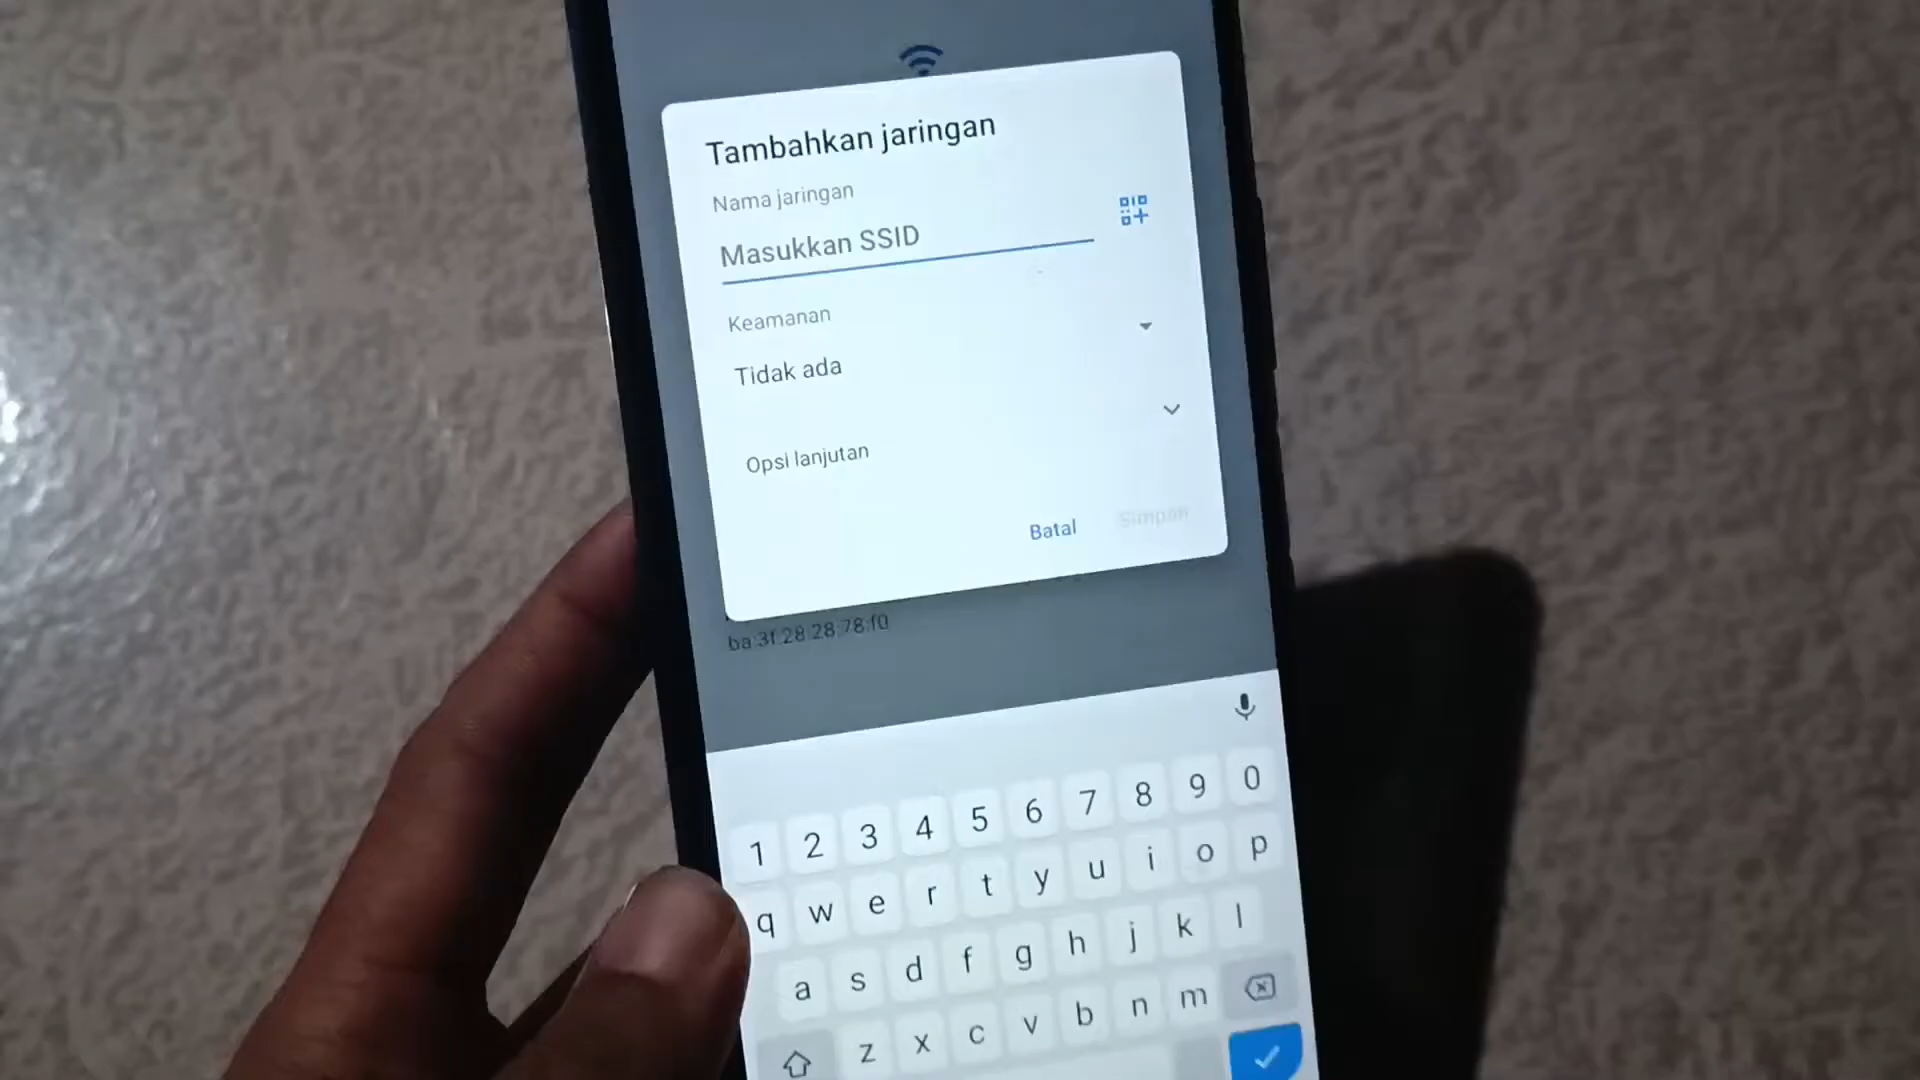 Tambahkan jaringan
Nama jaringan
Masukkan SSID
Keamanan
Tidak ada
Opsi lanjutan
Batal Simpan
ba:3f:28:28:78:f0
1 2 3 4 5 6 7 8 9 0
q w e r t y u i o p
a s d f g h j k l
z x c v b n m